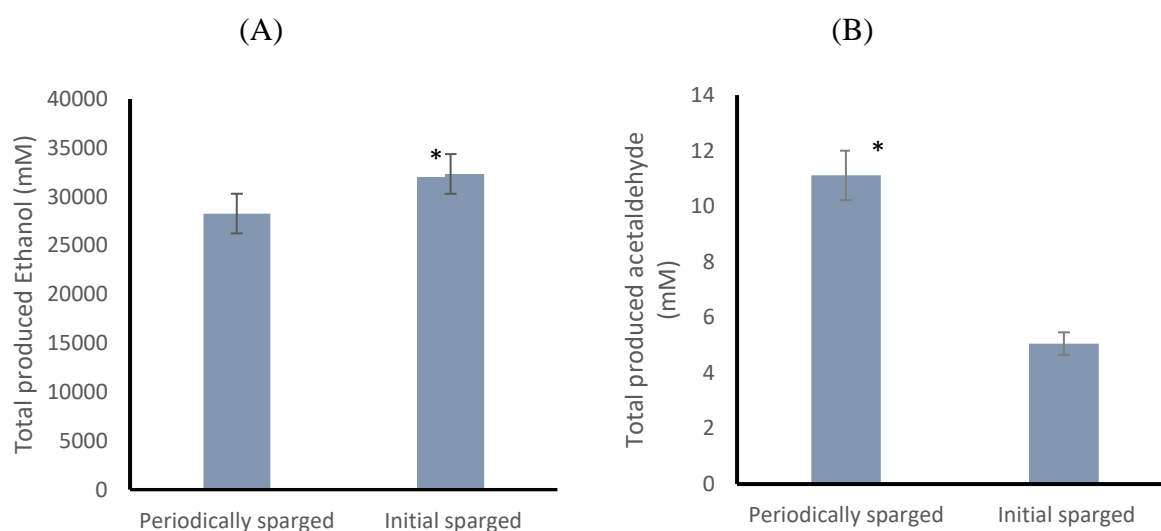 (A)
(B)
Total produced Ethanol (mM)
40000
35000
30000
25000
20000
15000
10000
5000
0
*
Periodically sparged
Initial sparged
Total produced acetaldehyde
(mM)
14
12
10
8
6
4
2
0
*
Periodically sparged
Initial sparged